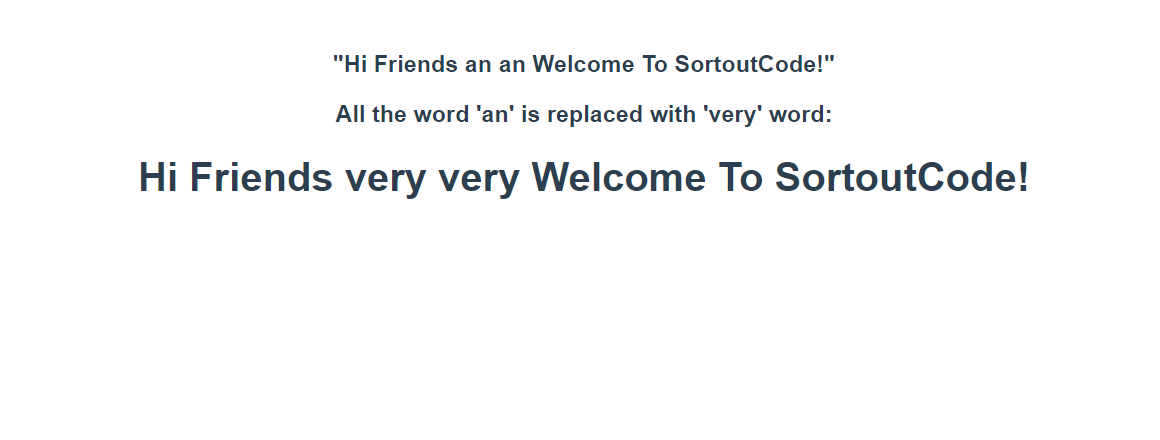 "Hi Friends an an Welcome To SortoutCode!"
All the word 'an' is replaced with 'very' word:
Hi Friends very very Welcome To SortoutCode!